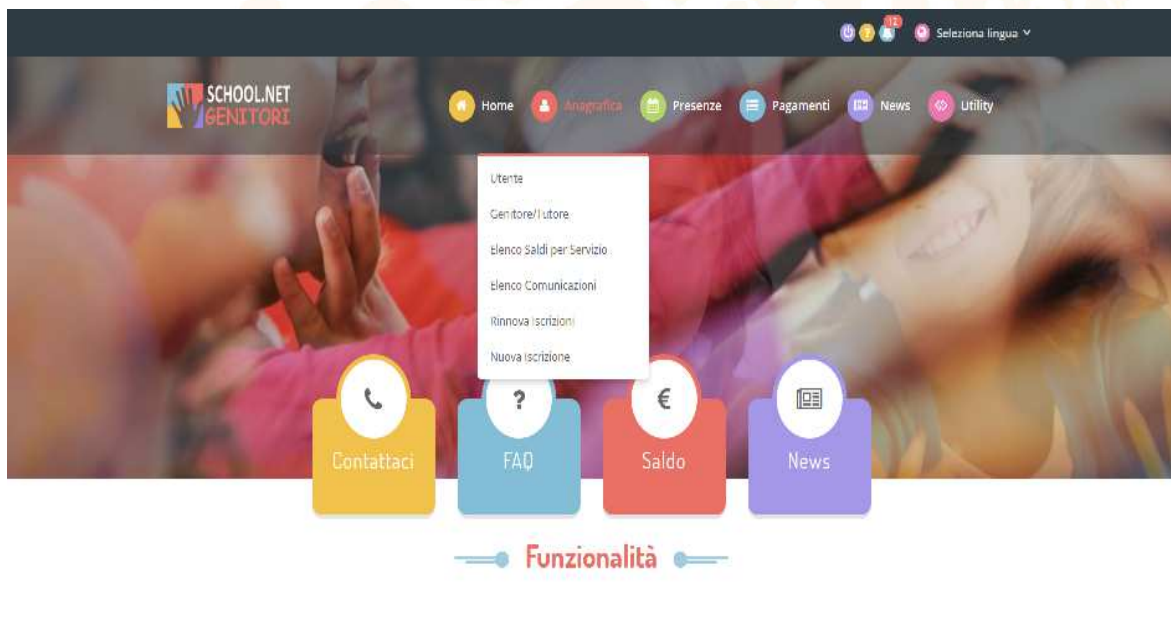 12
Seleziona lingua
SCHOOL.NET
GENITORI
Home Anagrafica Presenze Pagamenti News Utility
Utente
Genitore/Tutore
Elenco Saldi per Servizio
Elenco Comunicazioni
Rinnova Iscrizioni
Nuova Iscrizione
? €
Contattaci FAQ Saldo News
Funzionalità